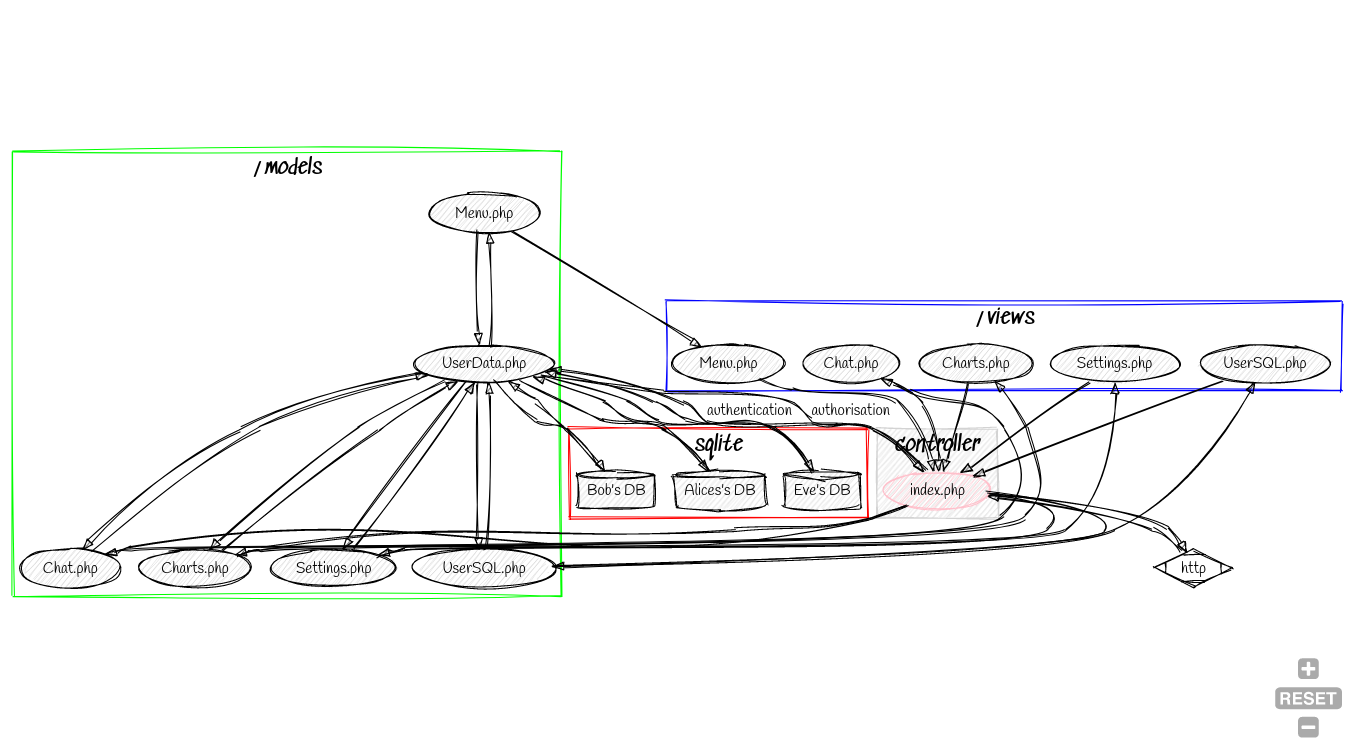 /models
Menu.php
/views
UserData.php
Menu.php
Chat.php
Charts.php
Settings.php
UserSQL.php
authentication
authorisation
sqlite
controller
Bob's DB
Alices's DB
Eve's DB
index.php
Chat.php
Charts.php
Settings.php
UserSQL.php
http
+
RESET
−